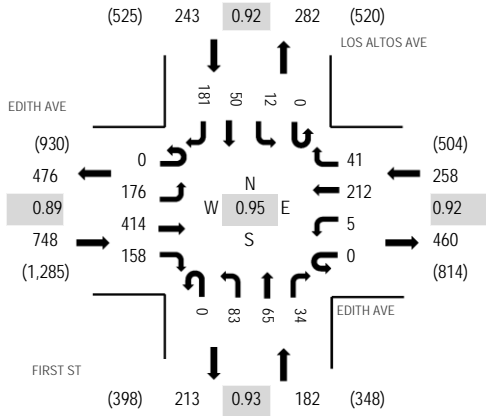 (525) 243 0.92 282 (520)
LOS ALTOS AVE
181 50 12 0
EDITH AVE
(930)
476
0.89
748
(1,285)
0
176
414
158
N
W 0.95 E
S
41
212
5
0
(504)
258
0.92
460
(814)
0 83 65 34
EDITH AVE
FIRST ST
(398) 213 0.93 182 (348)